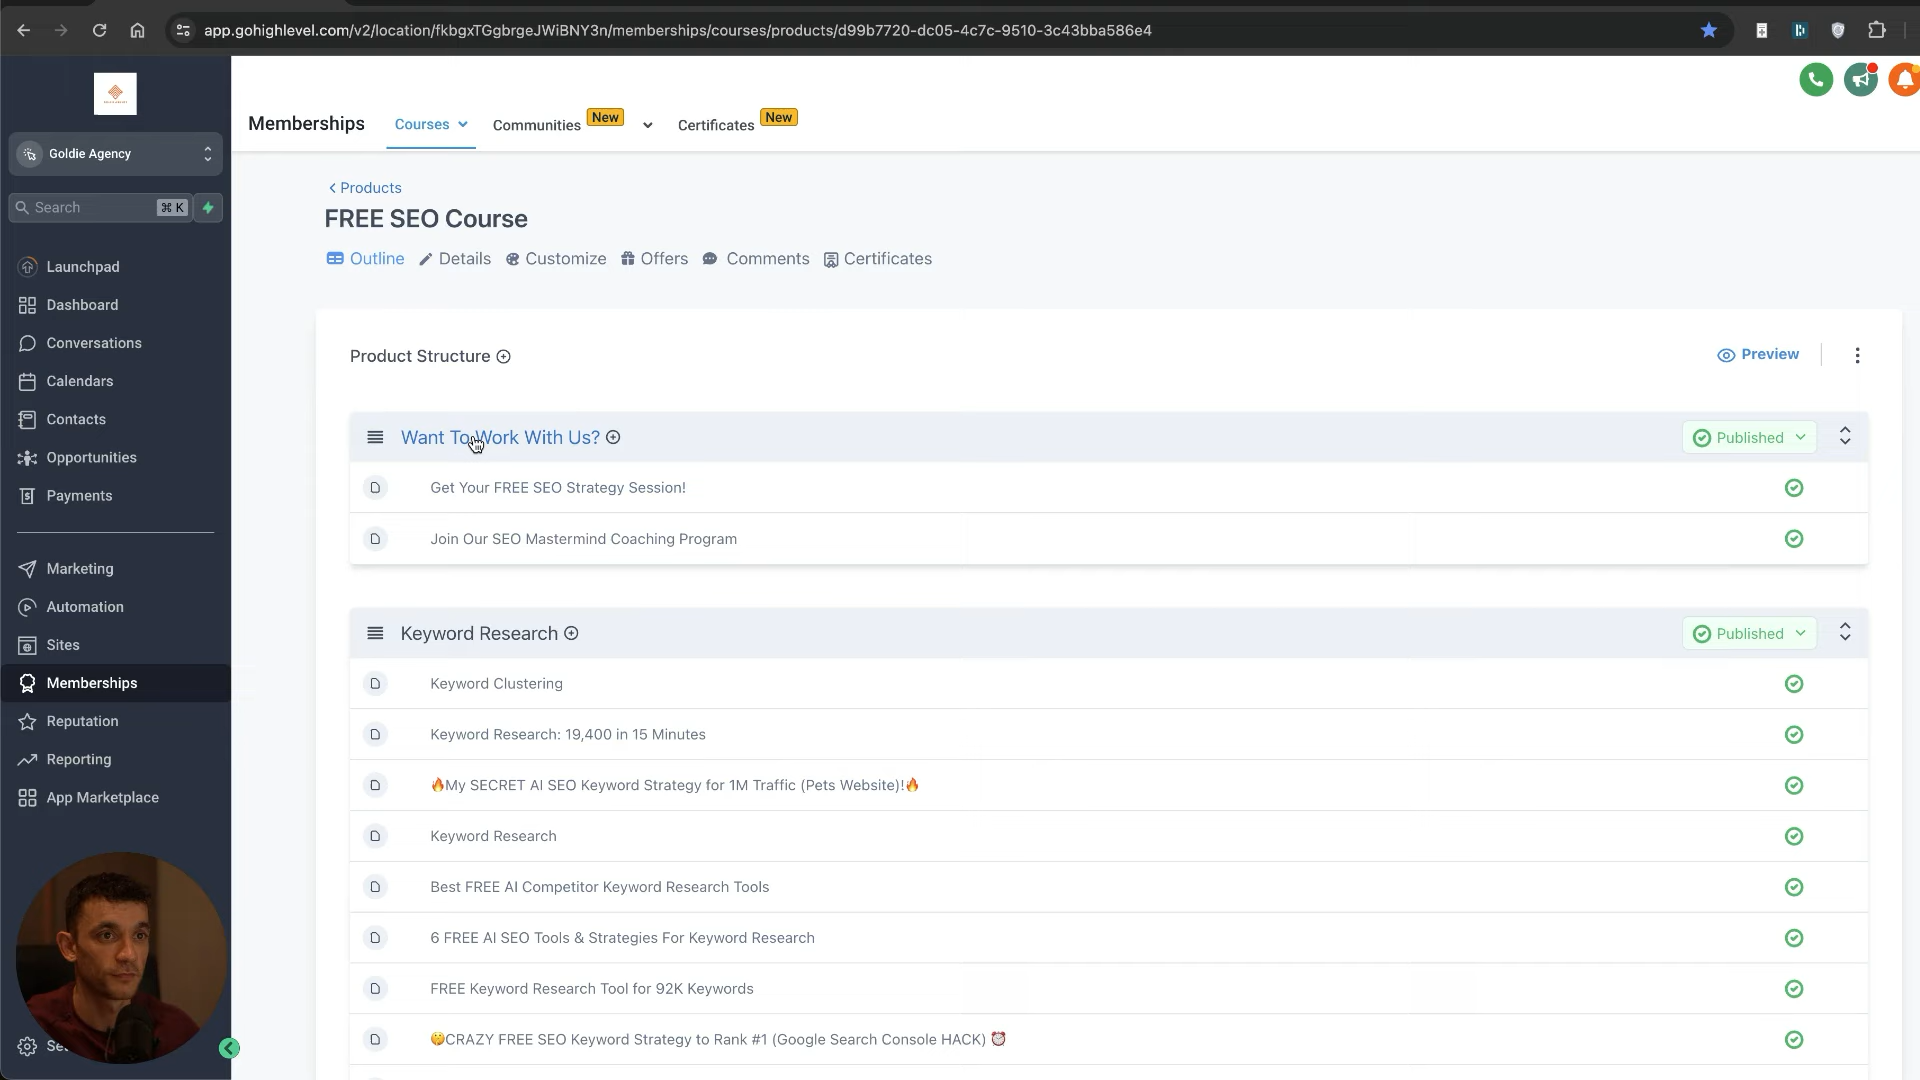 app.gohighlevel.com/v2/location/fkbgxTGgbrgeJWiBNY3n/memberships/courses/products/d99b7720-dc05-4c7c-9510-3c43bba586e4
Goldie Agency
Search ⌘ K
Launchpad
Dashboard
Conversations
Calendars
Contacts
Opportunities
Payments
Marketing
Automation
Sites
Memberships
Reputation
Reporting
App Marketplace
Memberships Courses Communities New Certificates New
Products
FREE SEO Course
Outline Details Customize Offers Comments Certificates
Product Structure Preview
Want To Work With Us? Published
Get Your FREE SEO Strategy Session!
Join Our SEO Mastermind Coaching Program
Keyword Research Published
Keyword Clustering
Keyword Research: 19,400 in 15 Minutes
🔥My SECRET AI SEO Keyword Strategy for 1M Traffic (Pets Website)!🔥
Keyword Research
Best FREE AI Competitor Keyword Research Tools
6 FREE AI SEO Tools & Strategies For Keyword Research
FREE Keyword Research Tool for 92K Keywords
🤫CRAZY FREE SEO Keyword Strategy to Rank #1 (Google Search Console HACK) ⏰